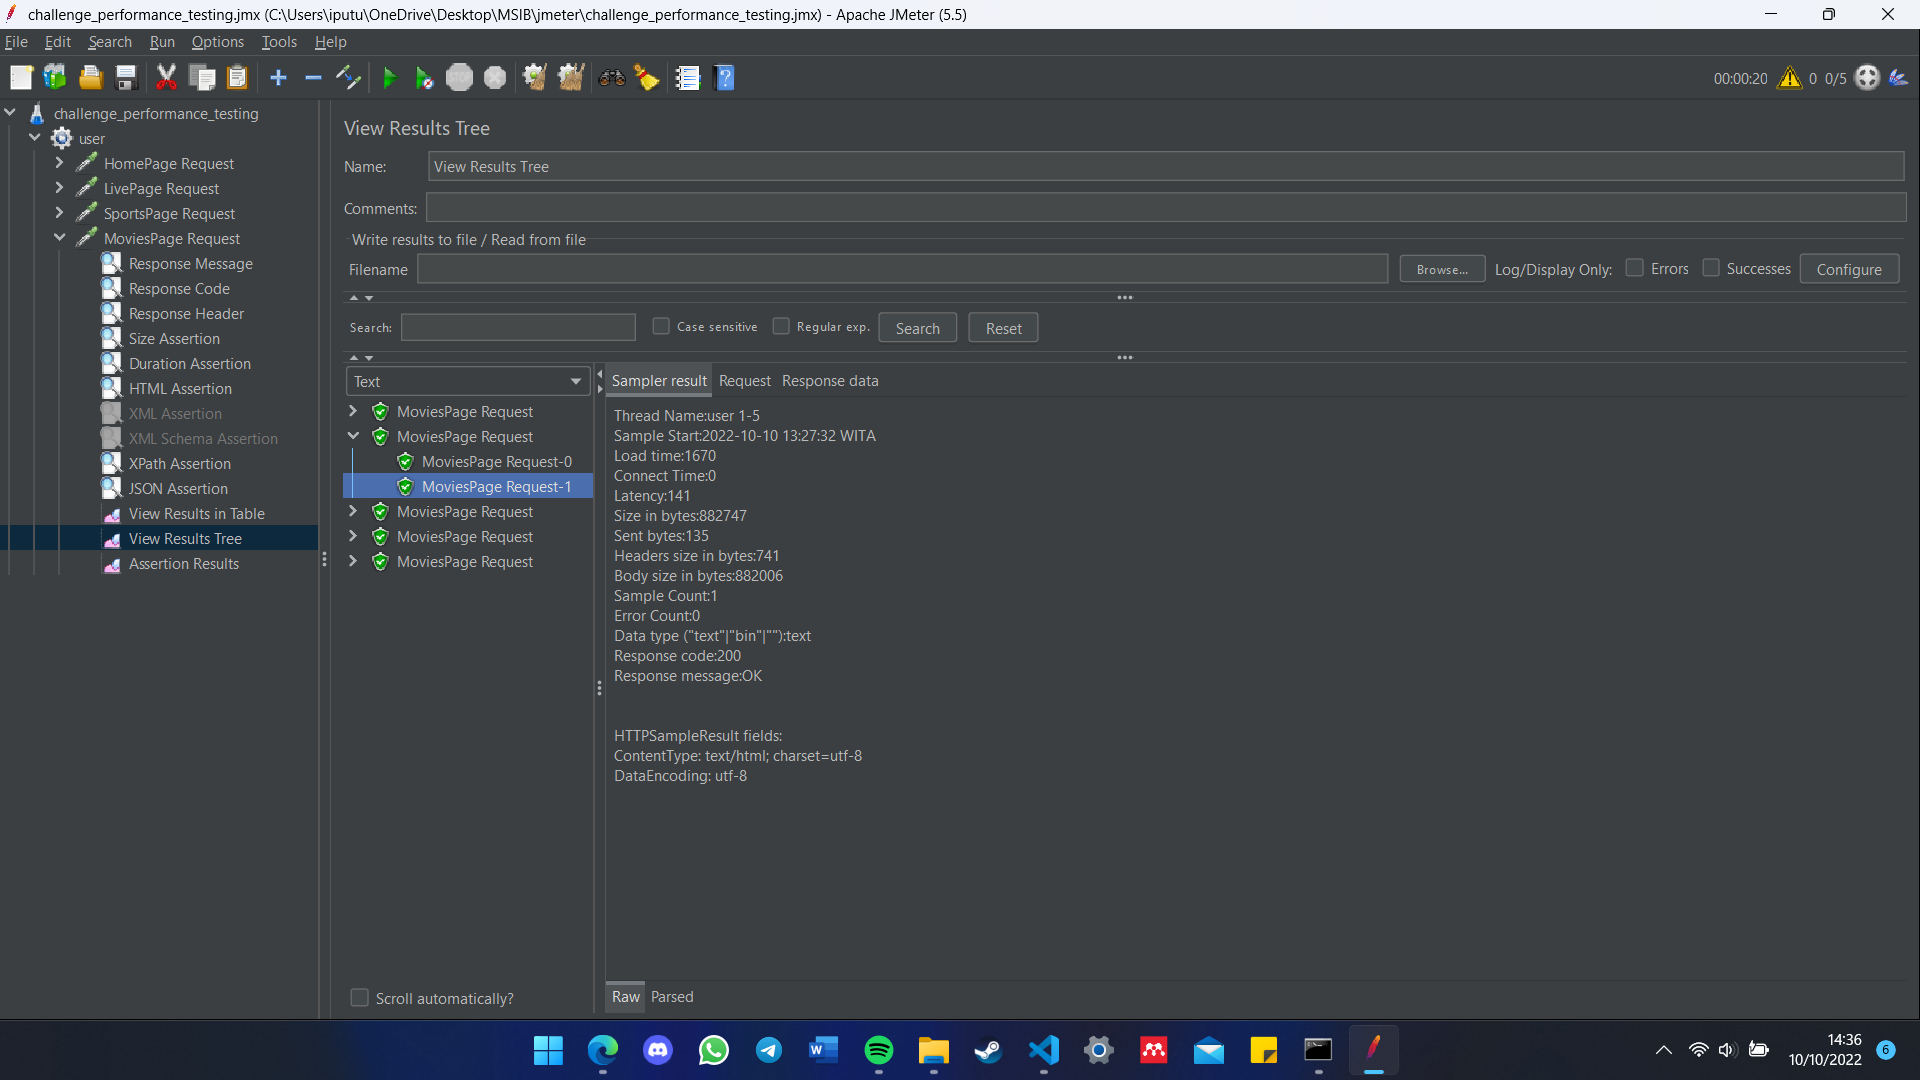 challenge_performance_testing.jmx (C:\Users\iputu\OneDrive\Desktop\MSIB\jmeter\challenge_performance_testing.jmx) - Apache JMeter (5.5)
File Edit Search Run Options Tools Help
STOP
00:00:20 0 0/5
challenge_performance_testing
user
HomePage Request
LivePage Request
SportsPage Request
MoviesPage Request
Response Message
Response Code
Response Header
Size Assertion
Duration Assertion
HTML Assertion
XML Assertion
XML Schema Assertion
XPath Assertion
JSON Assertion
View Results in Table
View Results Tree
Assertion Results
View Results Tree
Name: View Results Tree
Comments:
Write results to file / Read from file
Filename Browse... Log/Display Only: Errors Successes Configure
Search: Case sensitive Regular exp. Search Reset
Text
MoviesPage Request
MoviesPage Request
MoviesPage Request-0
MoviesPage Request-1
MoviesPage Request
MoviesPage Request
MoviesPage Request
Scroll automatically?
Sampler result Request Response data
Thread Name:user 1-5
Sample Start:2022-10-10 13:27:32 WITA
Load time:1670
Connect Time:0
Latency:141
Size in bytes:882747
Sent bytes:135
Headers size in bytes:741
Body size in bytes:882006
Sample Count:1
Error Count:0
Data type ("text"|"bin"|""):text
Response code:200
Response message:OK
HTTPSampleResult fields:
ContentType: text/html; charset=utf-8
DataEncoding: utf-8
Raw Parsed
14:36
10/10/2022
6